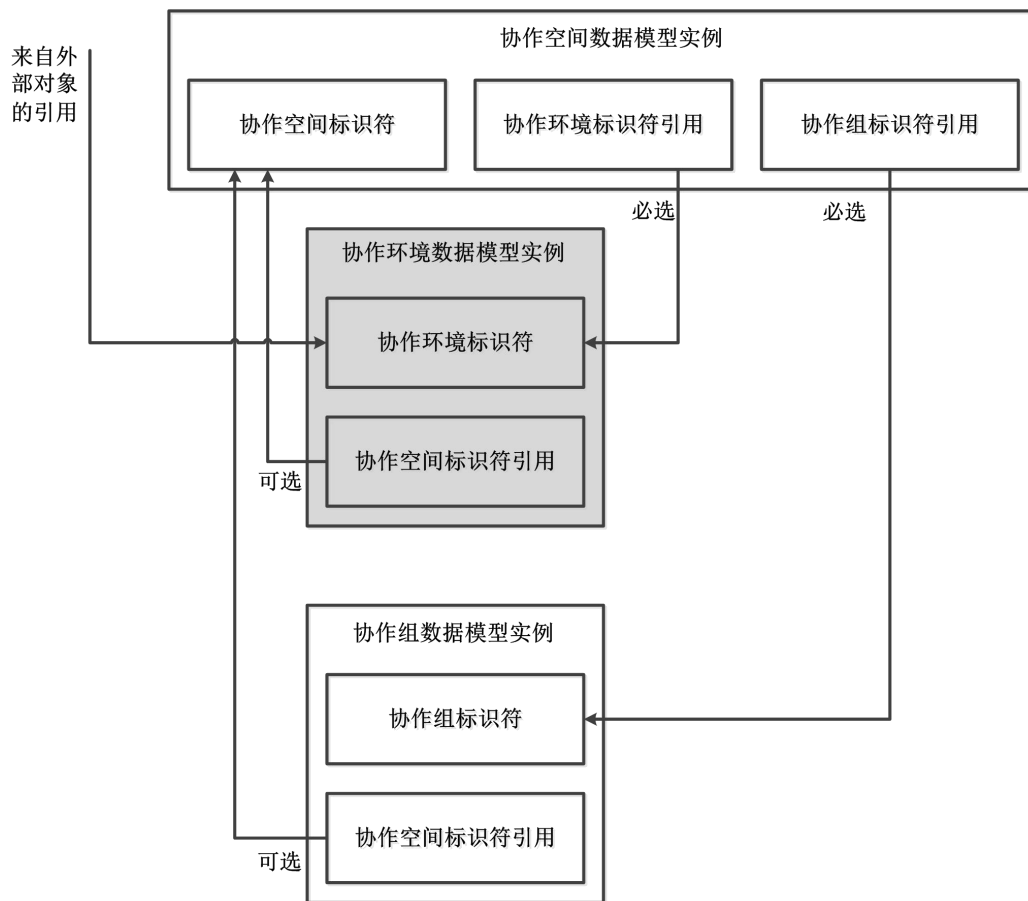 协作空间数据模型实例
来自外
部对象
的引用
协作空间标识符
协作环境标识符引用
协作组标识符引用
必选
必选
协作环境数据模型实例
协作环境标识符
协作空间标识符引用
可选
协作组数据模型实例
协作组标识符
协作空间标识符引用
可选